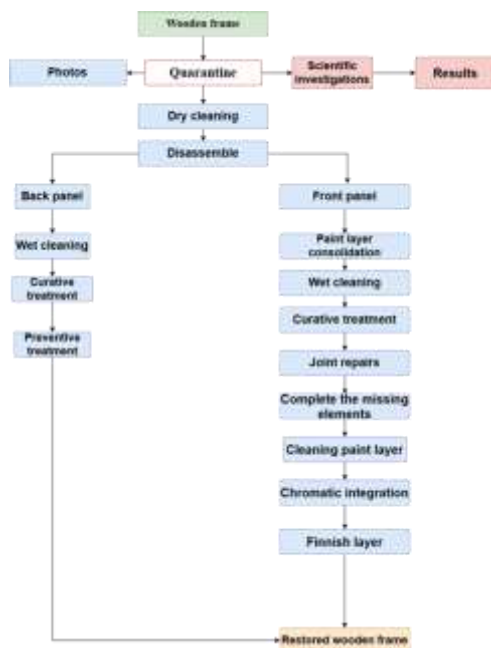 Wooden frame
Photos
Quarantine
Scientific
investigations
Results
Dry cleaning
Disassemble
Back panel
Front panel
Wet cleaning
Paint layer
consolidation
Curative
treatment
Wet cleaning
Preventive
treatment
Curative treatment
Joint repairs
Complete the missing
elements
Cleaning paint layer
Chromatic integration
Finnish layer
Restored wooden frame